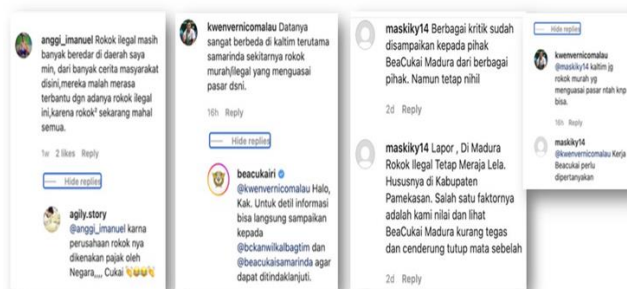 anggi_imanuel Rokok ilegal masih
banyak beredar di daerah saya
min, dari banyak cerita masyarakat
disini,mereka malah merasa
terbantu dgn adanya rokok ilegal
ini,karena rokok² sekarang mahal
semua.
1w 2 likes Reply
Hide replies
agily.story
@anggi_imanuel karna
perusahaan rokok nya
dikenakan pajak oleh
Negara,,,, Cukai
kwenvernicomalau Datanya
sangat berbeda di kaltim terutama
samarinda sekitarnya rokok
murah/ilegal yang menguasai
pasar dsni.
16h Reply
Hide replies
beacukairi
@kwenvernicomalau Halo,
Kak. Untuk detil informasi
bisa langsung sampaikan
kepada
@bckanwilkalbagtim dan
@beacukaisamarinda agar
dapat ditindaklanjuti.
maskiky14 Berbagai kritik sudah
disampaikan kepada pihak
BeaCukai Madura dari berbagai
pihak. Namun tetap nihil
2d Reply
maskiky14 Lapor , Di Madura
Rokok Ilegal Tetap Meraja Lela.
Hususnya di Kabupaten
Pamekasan. Salah satu faktornya
adalah kami nilai dan lihat
BeaCukai Madura kurang tegas
dan cenderung tutup mata sebelah
2d Reply
Hide replies
kwenvernicomalau
@maskiky14 kaltim jg
rokok murah yg
menguasai pasar ntah knp
bisa.
16h Reply
maskiky14
@kwenvernicomalau Kerja
Beacukai perlu
dipertanyakan